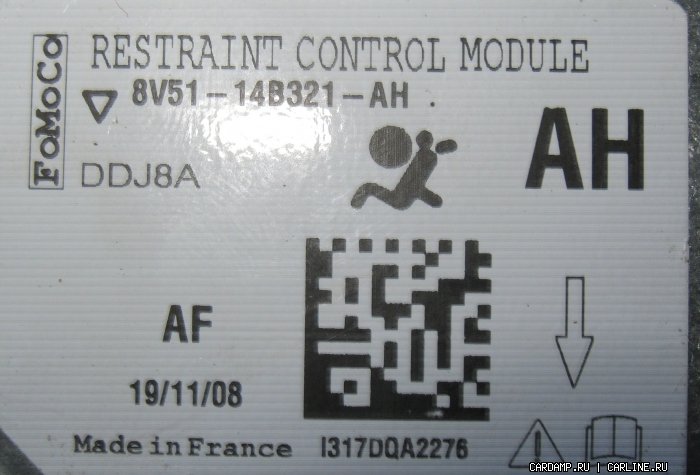 FoMoCo
RESTRAINT CONTROL MODULE
8V51-14B321-AH .
DDJ8A
AH
AF
19/11/08
Made in France
I317DQA2276
CARDAMP.RU | CARLINE.RU